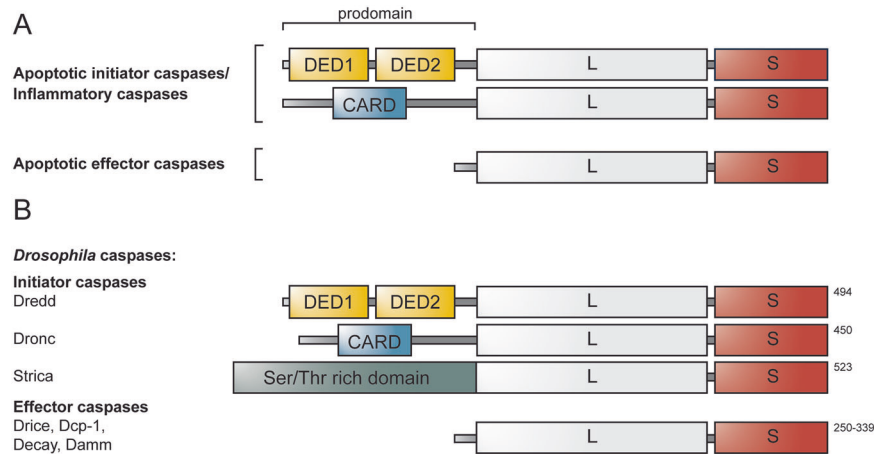 prodomain
A
Apoptotic initiator caspases/
Inflammatory caspases
DED1 DED2 L S
CARD L S
Apoptotic effector caspases L S
B
Drosophila caspases:
Initiator caspases
Dredd DED1 DED2 L S 494
Dronc CARD L S 450
Strica Ser/Thr rich domain L S 523
Effector caspases
Drice, Dcp-1,
Decay, Damm L S 250-339